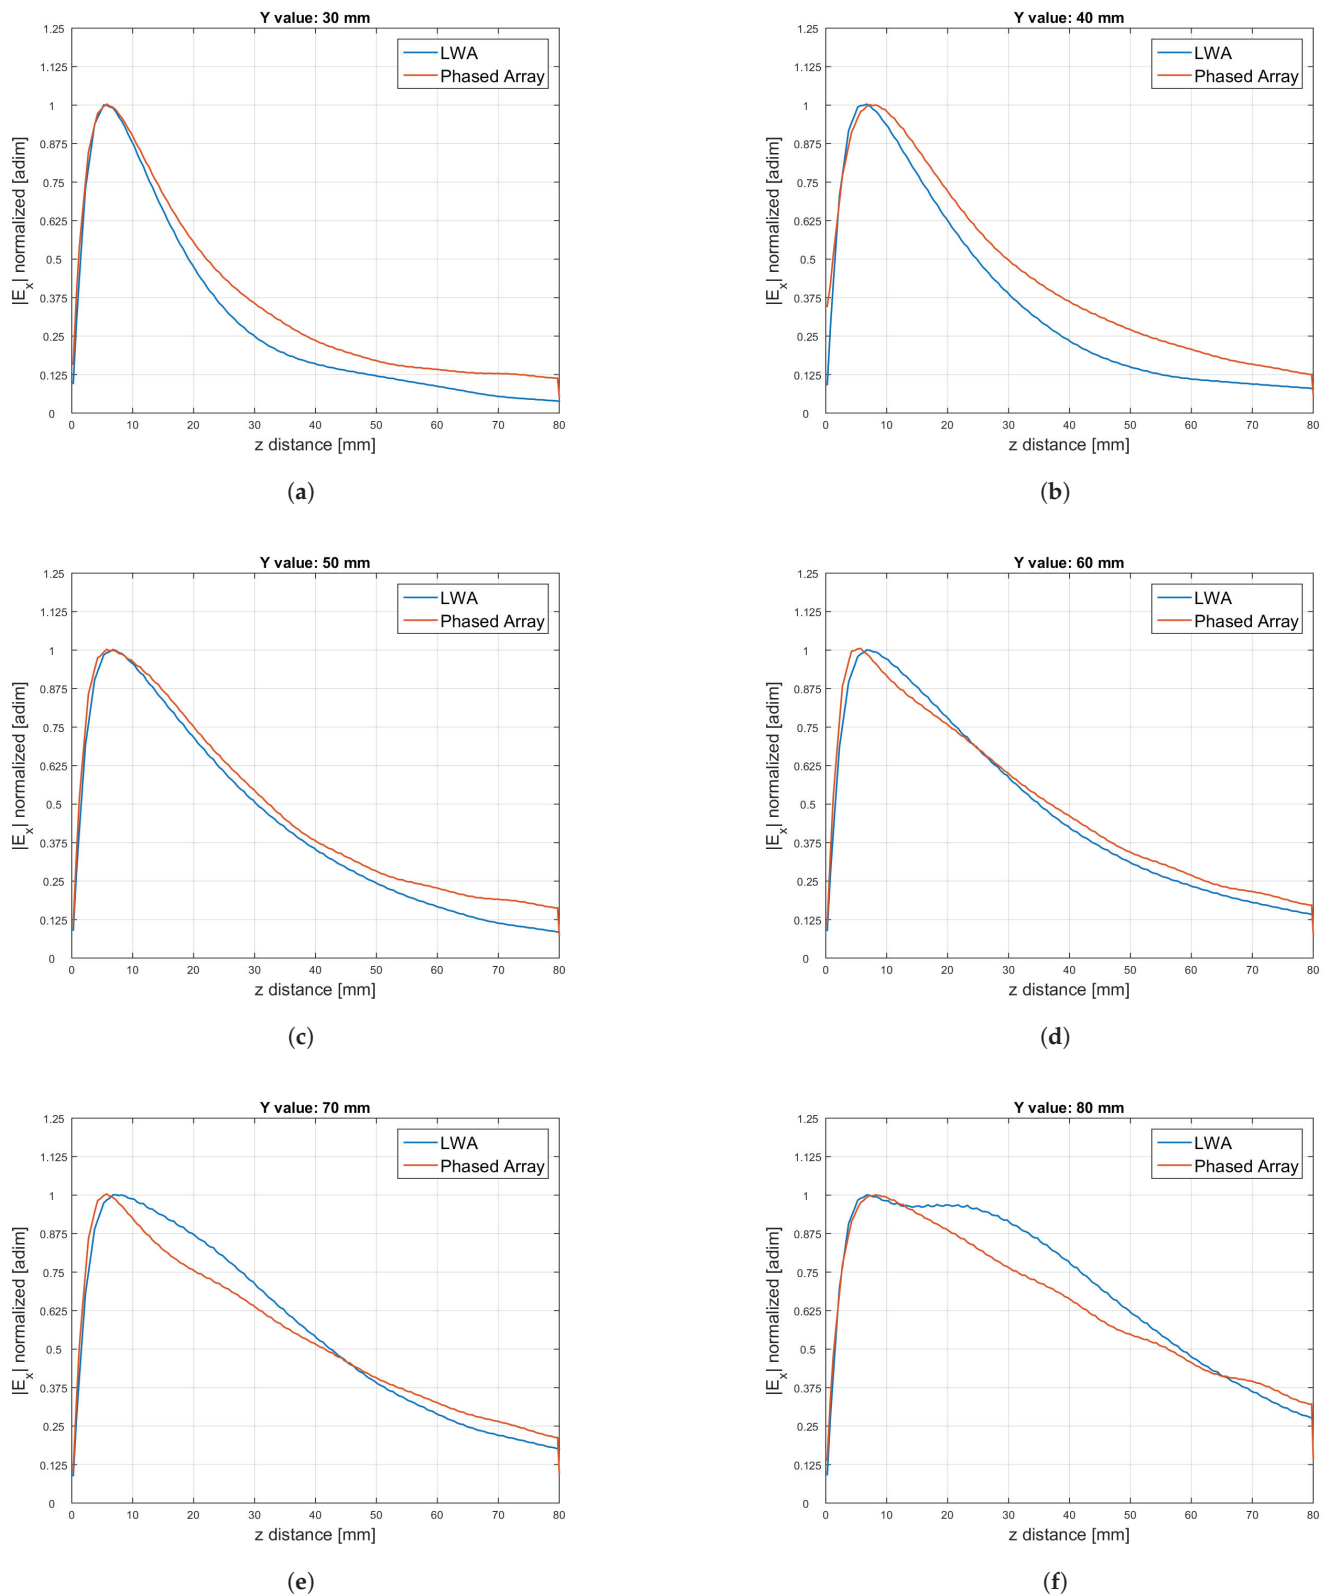 Y value: 30 mm
1.25
1.125
1
0.875
0.75
0.625
0.5
0.375
0.25
0.125
0
|Ex| normalized [adim]
LWA
Phased Array
0 10 20 30 40 50 60 70 80
z distance [mm]
(a)
Y value: 40 mm
1.25
1.125
1
0.875
0.75
0.625
0.5
0.375
0.25
0.125
0
|Ex| normalized [adim]
LWA
Phased Array
0 10 20 30 40 50 60 70 80
z distance [mm]
(b)
Y value: 50 mm
1.25
1.125
1
0.875
0.75
0.625
0.5
0.375
0.25
0.125
0
|Ex| normalized [adim]
LWA
Phased Array
0 10 20 30 40 50 60 70 80
z distance [mm]
(c)
Y value: 60 mm
1.25
1.125
1
0.875
0.75
0.625
0.5
0.375
0.25
0.125
0
|Ex| normalized [adim]
LWA
Phased Array
0 10 20 30 40 50 60 70 80
z distance [mm]
(d)
Y value: 70 mm
1.25
1.125
1
0.875
0.75
0.625
0.5
0.375
0.25
0.125
0
|Ex| normalized [adim]
LWA
Phased Array
0 10 20 30 40 50 60 70 80
z distance [mm]
(e)
Y value: 80 mm
1.25
1.125
1
0.875
0.75
0.625
0.5
0.375
0.25
0.125
0
|Ex| normalized [adim]
LWA
Phased Array
0 10 20 30 40 50 60 70 80
z distance [mm]
(f)